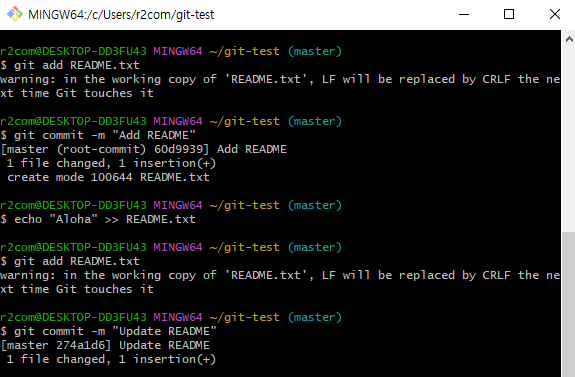 MINGW64:/c/Users/r2com/git-test
r2com@DESKTOP-DD3FU43 MINGW64 ~/git-test (master)
$ git add README.txt
warning: in the working copy of 'README.txt', LF will be replaced by CRLF the ne
xt time Git touches it
r2com@DESKTOP-DD3FU43 MINGW64 ~/git-test (master)
$ git commit -m "Add README"
[master (root-commit) 60d9939] Add README
 1 file changed, 1 insertion(+)
 create mode 100644 README.txt
r2com@DESKTOP-DD3FU43 MINGW64 ~/git-test (master)
$ echo "Aloha" >> README.txt
r2com@DESKTOP-DD3FU43 MINGW64 ~/git-test (master)
$ git add README.txt
warning: in the working copy of 'README.txt', LF will be replaced by CRLF the ne
xt time Git touches it
r2com@DESKTOP-DD3FU43 MINGW64 ~/git-test (master)
$ git commit -m "Update README"
[master 274a1d6] Update README
 1 file changed, 1 insertion(+)